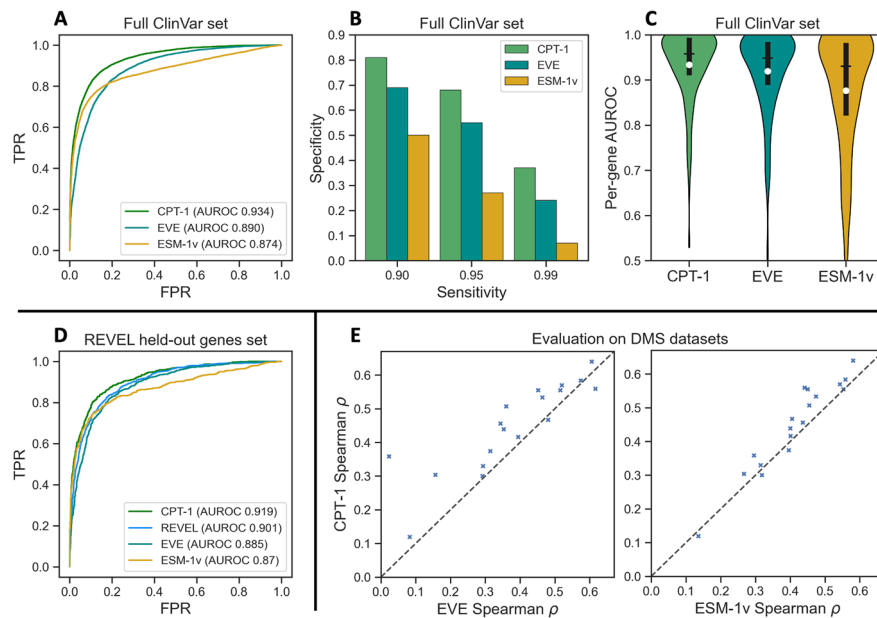 A Full ClinVar set
1.0
0.8
0.6
0.4
0.2
0.0
TPR
CPT-1 (AUROC 0.934)
EVE (AUROC 0.890)
ESM-1v (AUROC 0.874)
0.0 0.2 0.4 0.6 0.8 1.0
FPR
B Full ClinVar set
0.9
0.8
0.7
0.6
0.5
0.4
0.3
0.2
0.1
0.0
Specificity
CPT-1
EVE
ESM-1v
0.90 0.95 0.99
Sensitivity
C Full ClinVar set
1.0
0.9
0.8
0.7
0.6
0.5
Per-gene AUROC
CPT-1 EVE ESM-1v
D REVEL held-out genes set
1.0
0.8
0.6
0.4
0.2
0.0
TPR
CPT-1 (AUROC 0.919)
REVEL (AUROC 0.901)
EVE (AUROC 0.885)
ESM-1v (AUROC 0.87)
0.0 0.2 0.4 0.6 0.8 1.0
FPR
E Evaluation on DMS datasets
0.6
0.5
0.4
0.3
0.2
0.1
0.0
CPT-1 Spearman ρ
0.0 0.1 0.2 0.3 0.4 0.5 0.6
EVE Spearman ρ
0.6
0.5
0.4
0.3
0.2
0.1
0.0
0.0 0.1 0.2 0.3 0.4 0.5 0.6
ESM-1v Spearman ρ